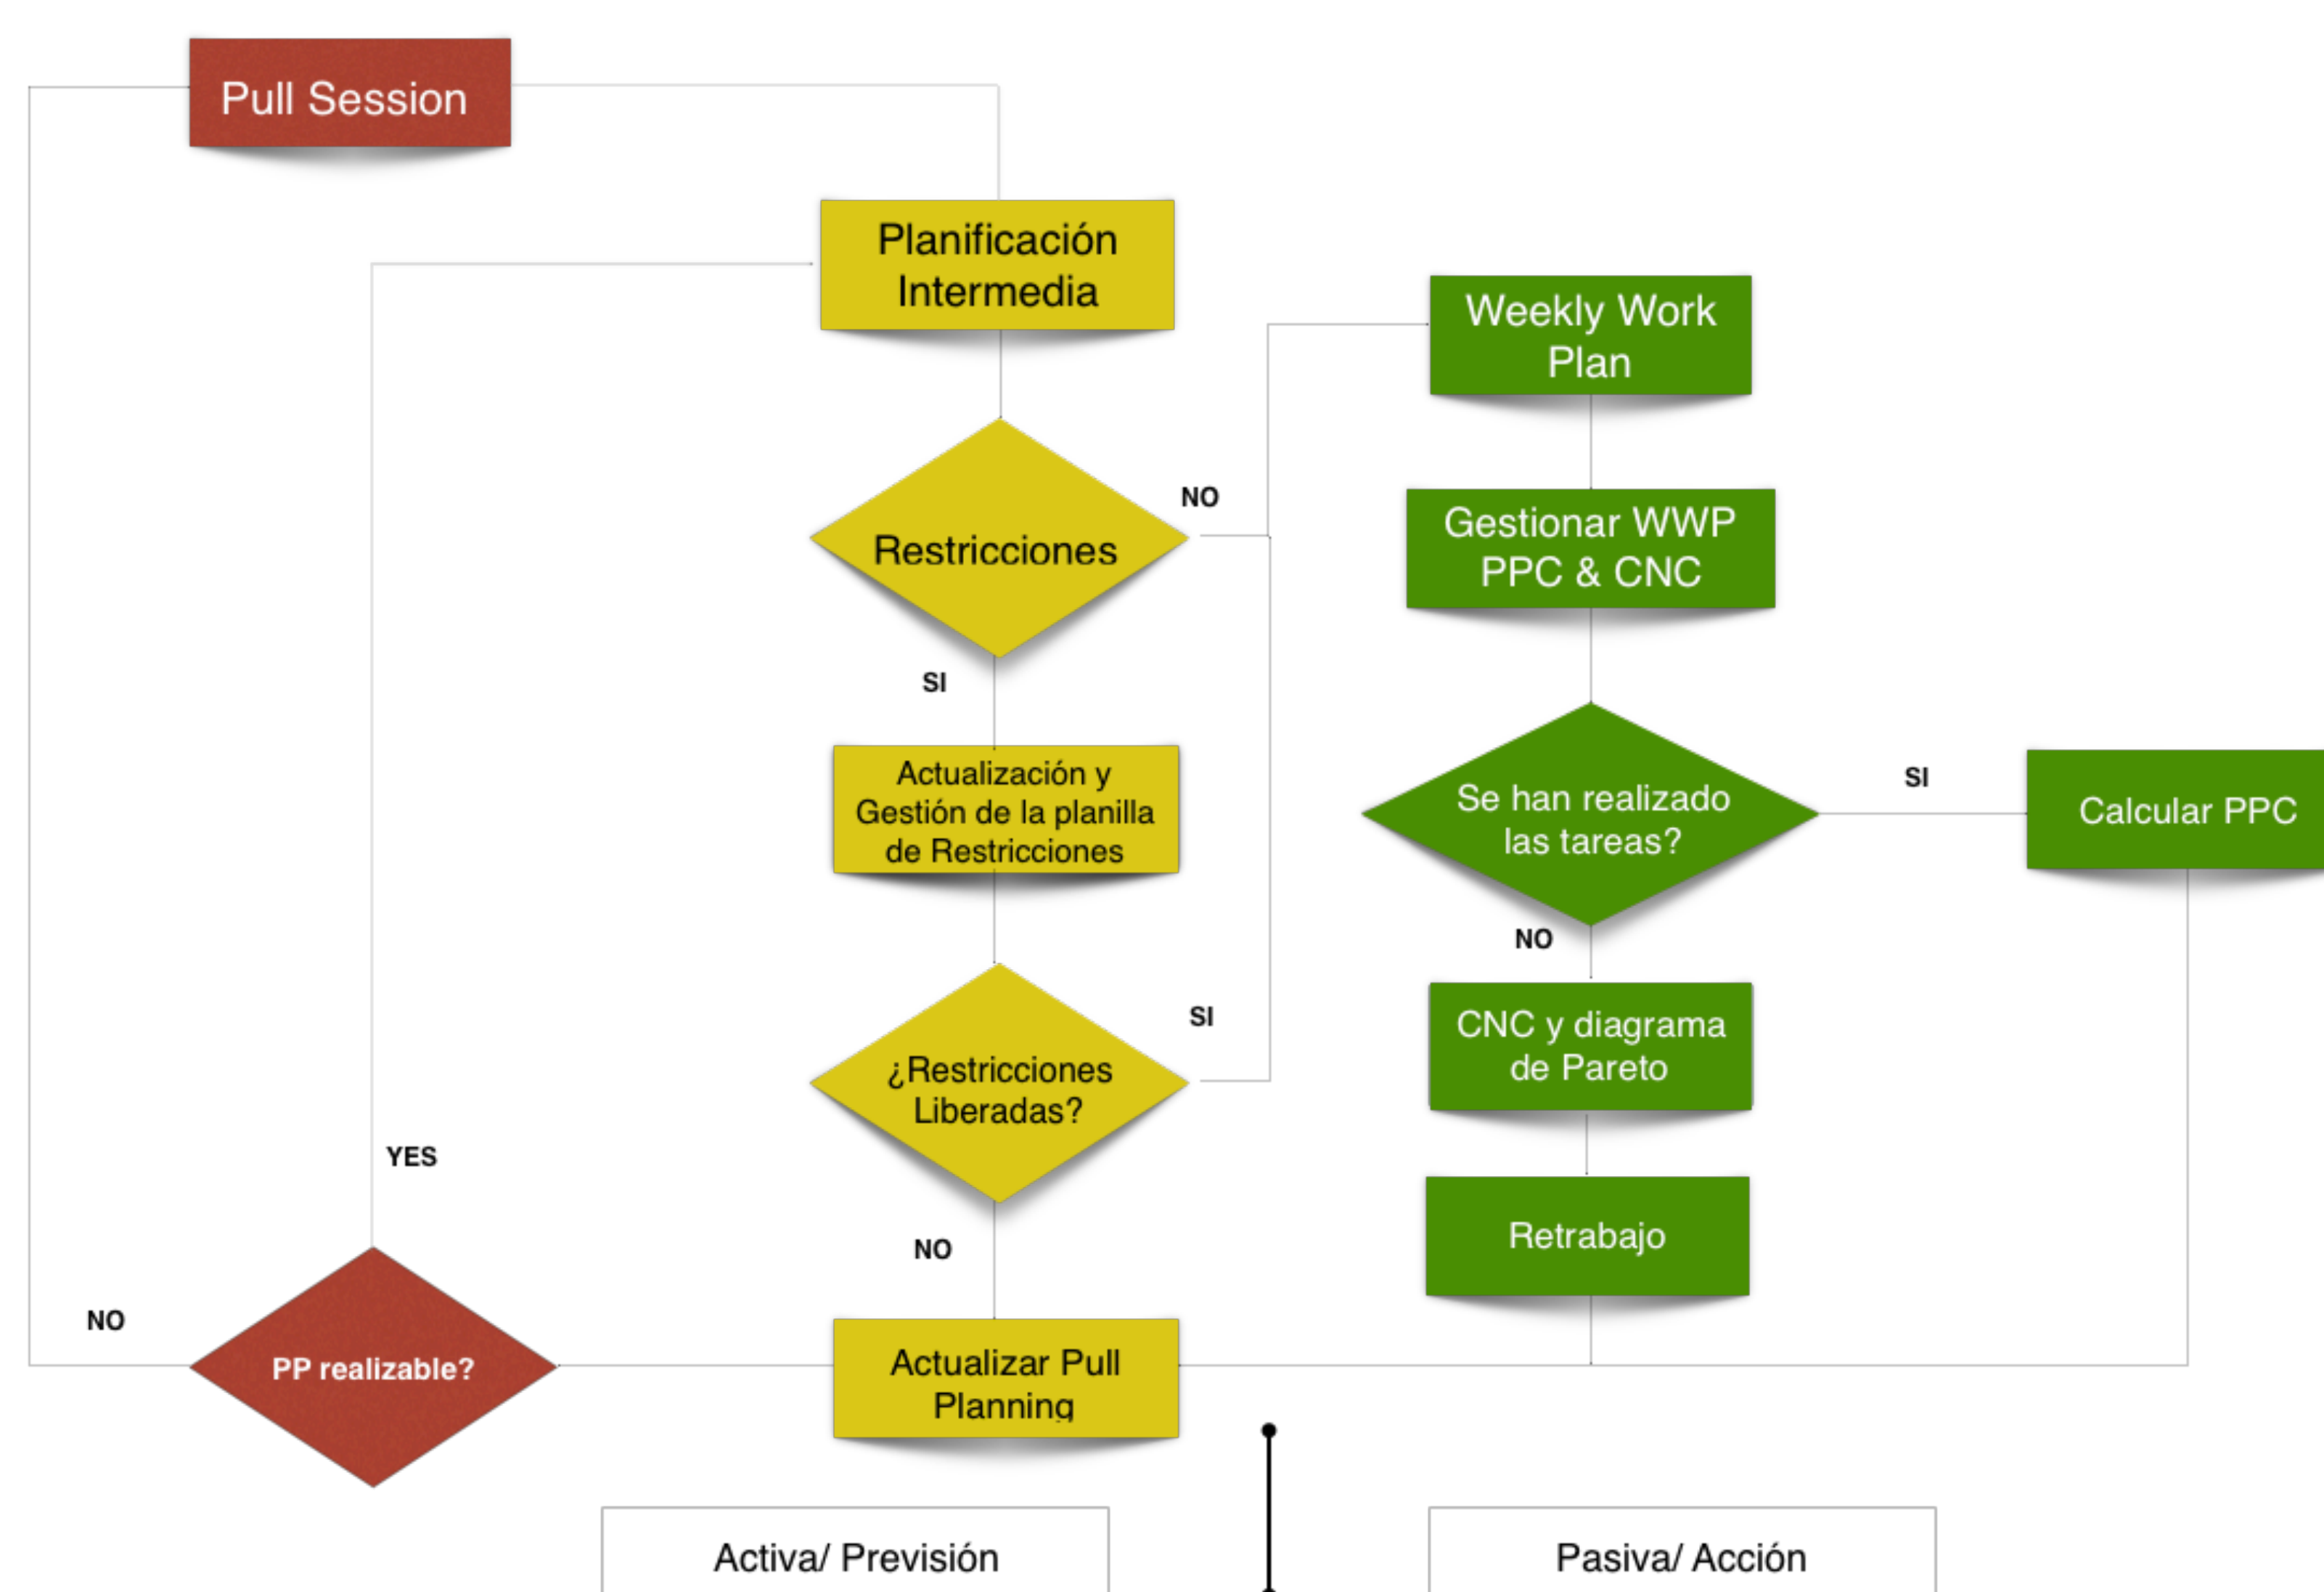 Pull Session
Planificación
Intermedia
Weekly Work
Plan
NO
Restricciones
Gestionar WWP
PPC & CNC
SI
Actualización y
Gestión de la planilla
de Restricciones
Se han realizado
las tareas?
SI
Calcular PPC
NO
SI
¿Restricciones
Liberadas?
CNC y diagrama
de Pareto
YES
NO
Retrabajo
NO
PP realizable?
Actualizar Pull
Planning
Activa/ Previsión
Pasiva/ Acción